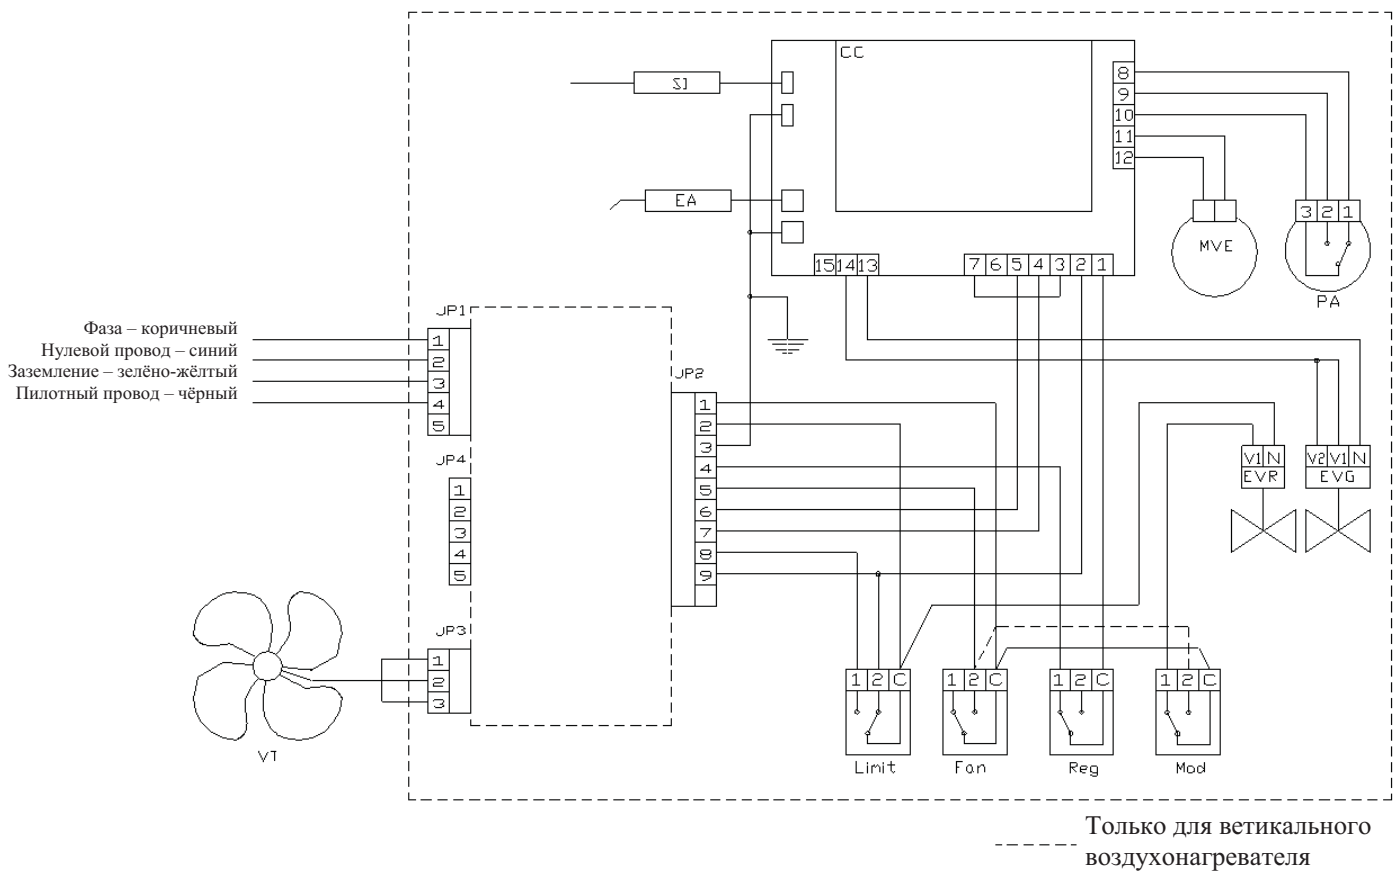 CC
SI
EA
8
9
10
11
12
15 14 13
7 6 5 4 3 2 1
MVE
3 2 1
PA
Фаза – коричневый
Нулевой провод – синий
Заземление – зелёно-жёлтый
Пилотный провод – чёрный
JP1
1
2
3
4
5
JP2
1
2
3
4
5
6
7
8
9
JP4
1
2
3
4
5
V1 N
EVR
V2 V1 N
EVG
JP3
1
2
3
VT
1 2 C
Limit
1 2 C
Fan
1 2 C
Reg
1 2 C
Mod
Только для ветикального
воздухонагревателя